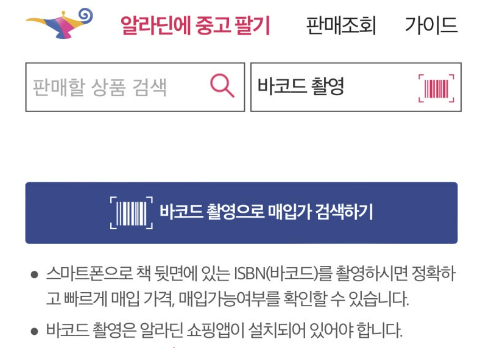 알라딘에 중고 팔기 판매조회 가이드
판매할 상품 검색 바코드 촬영
바코드 촬영으로 매입가 검색하기
● 스마트폰으로 책 뒷면에 있는 ISBN(바코드)를 촬영하시면 정확하
고 빠르게 매입 가격, 매입가능여부를 확인할 수 있습니다.
● 바코드 촬영은 알라딘 쇼핑앱이 설치되어 있어야 합니다.